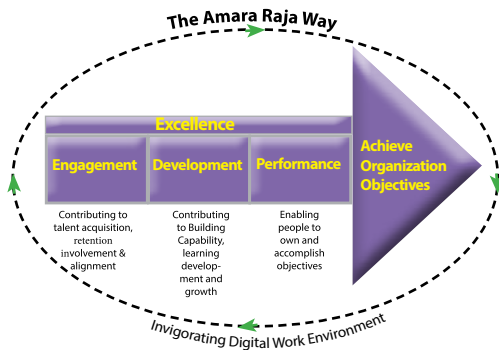 The Amara Raja Way
Excellence
Engagement
Development
Performance
Achieve
Organization
Objectives
Contributing to
talent acquisition,
retention
involvement &
alignment
Contributing
to Building
Capability,
learning
develop-
ment and
growth
Enabling
people to
own and
accomplish
objectives
Invigorating Digital Work Environment